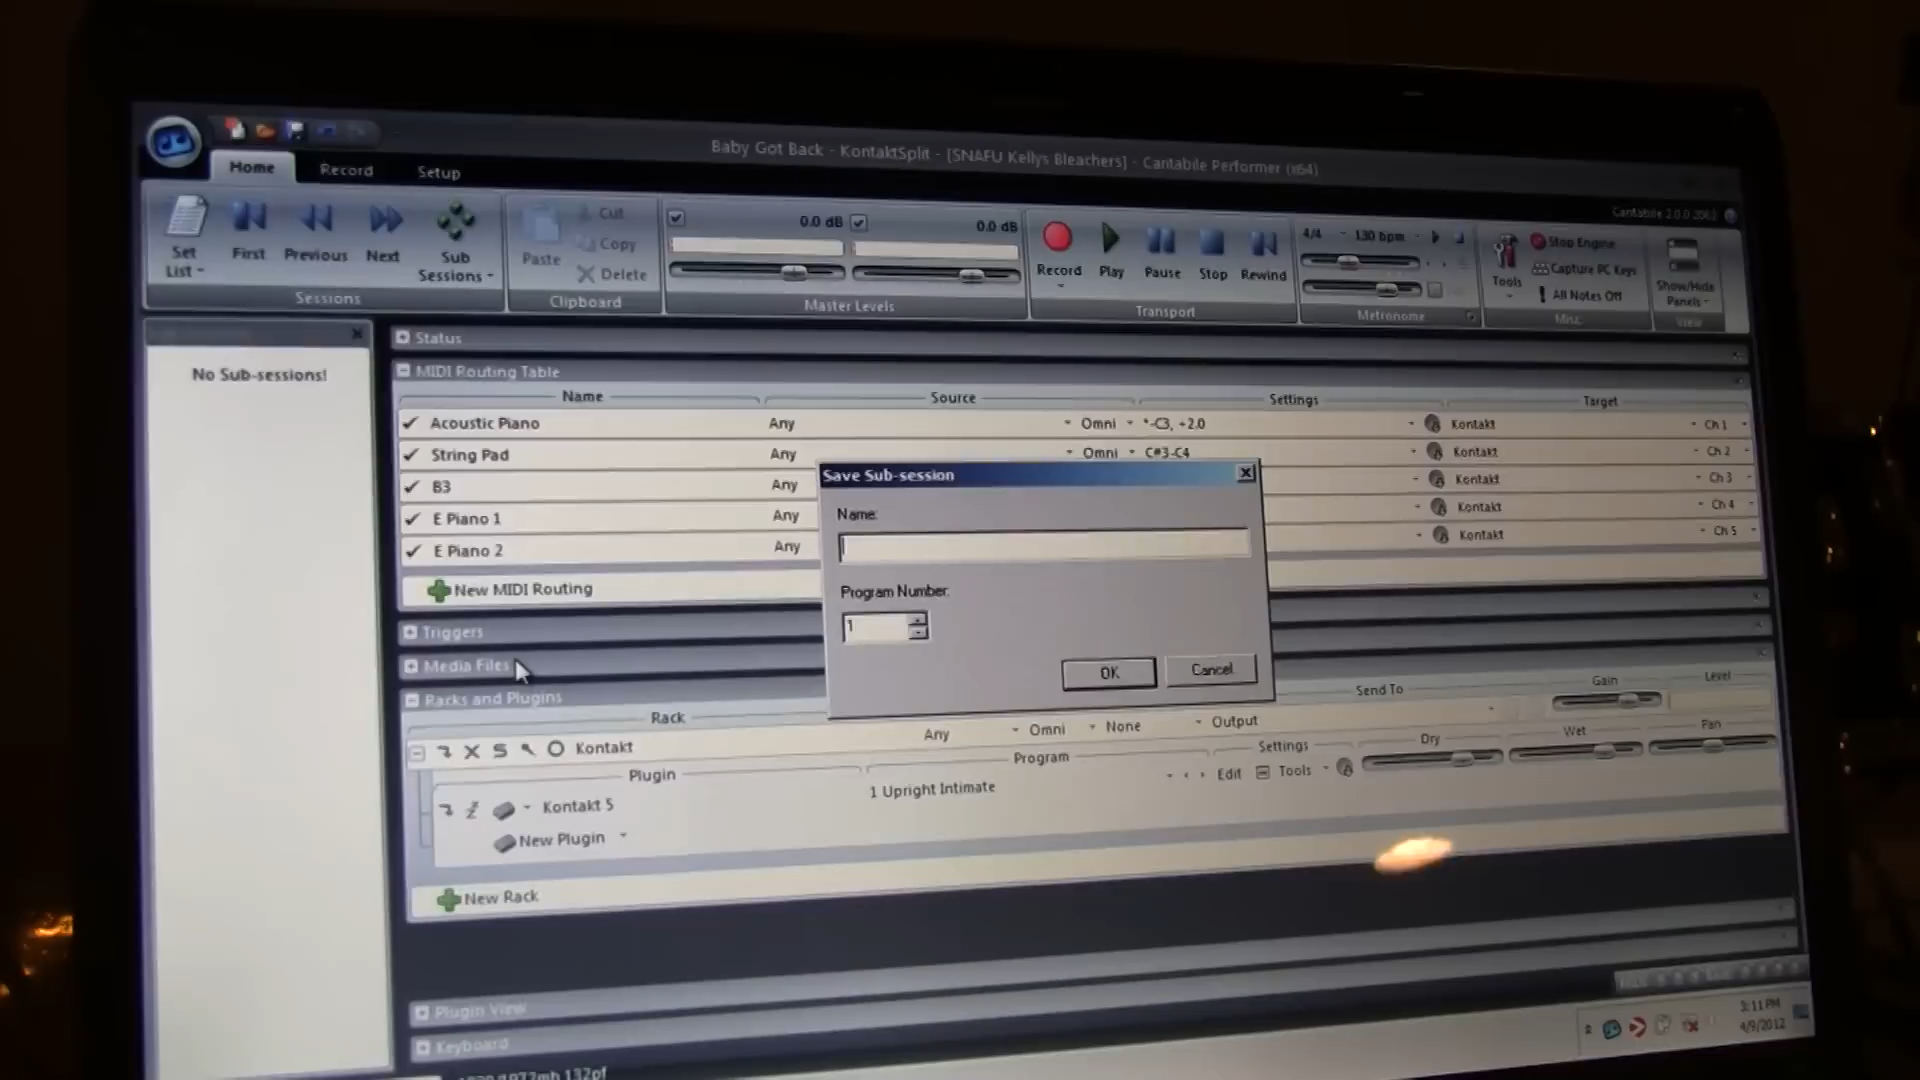 Baby Got Back - KontaktSplit - [SNAFU Kellys Bleachers] - Cantabile Performer (x64)
Home Record Setup
Cantabile 2.0.0.2062
Set List
First
Previous
Next
Sub Sessions
Sessions
Paste
Cut
Copy
Delete
Clipboard
0.0 dB 0.0 dB
Master Levels
Record
Play
Pause
Stop
Rewind
Transport
4/4 130 bpm
Metronome
Tools
Stop Engine
Capture PC Keys
All Notes Off
Misc
Show/Hide Panels
View
No Sub-sessions!
Status
MIDI Routing Table
Name Source Settings Target
Acoustic Piano Any Omni *-C3, +2.0 Kontakt Ch 1
String Pad Any Omni C#3-C4 Kontakt Ch 2
B3 Any Kontakt Ch 3
E Piano 1 Any Kontakt Ch 4
E Piano 2 Any Kontakt Ch 5
New MIDI Routing
Save Sub-session
Name:
Program Number:
1
OK Cancel
Triggers
Media Files
Racks and Plugins
Rack Send To Gain Level
Kontakt Any Omni None Output
Plugin Program Settings Dry Wet Pan
Kontakt 5 1 Upright Intimate Edit Tools
New Plugin
New Rack
Plugin View
Keyboard
3:11 PM
4/9/2012